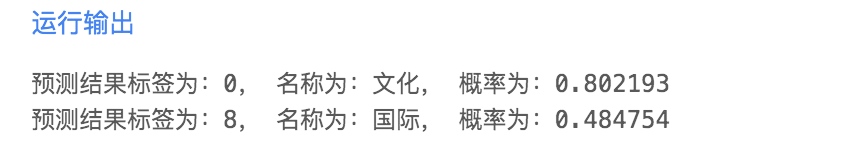 运行输出
预测结果标签为：0， 名称为：文化， 概率为：0.802193
预测结果标签为：8， 名称为：国际， 概率为：0.484754